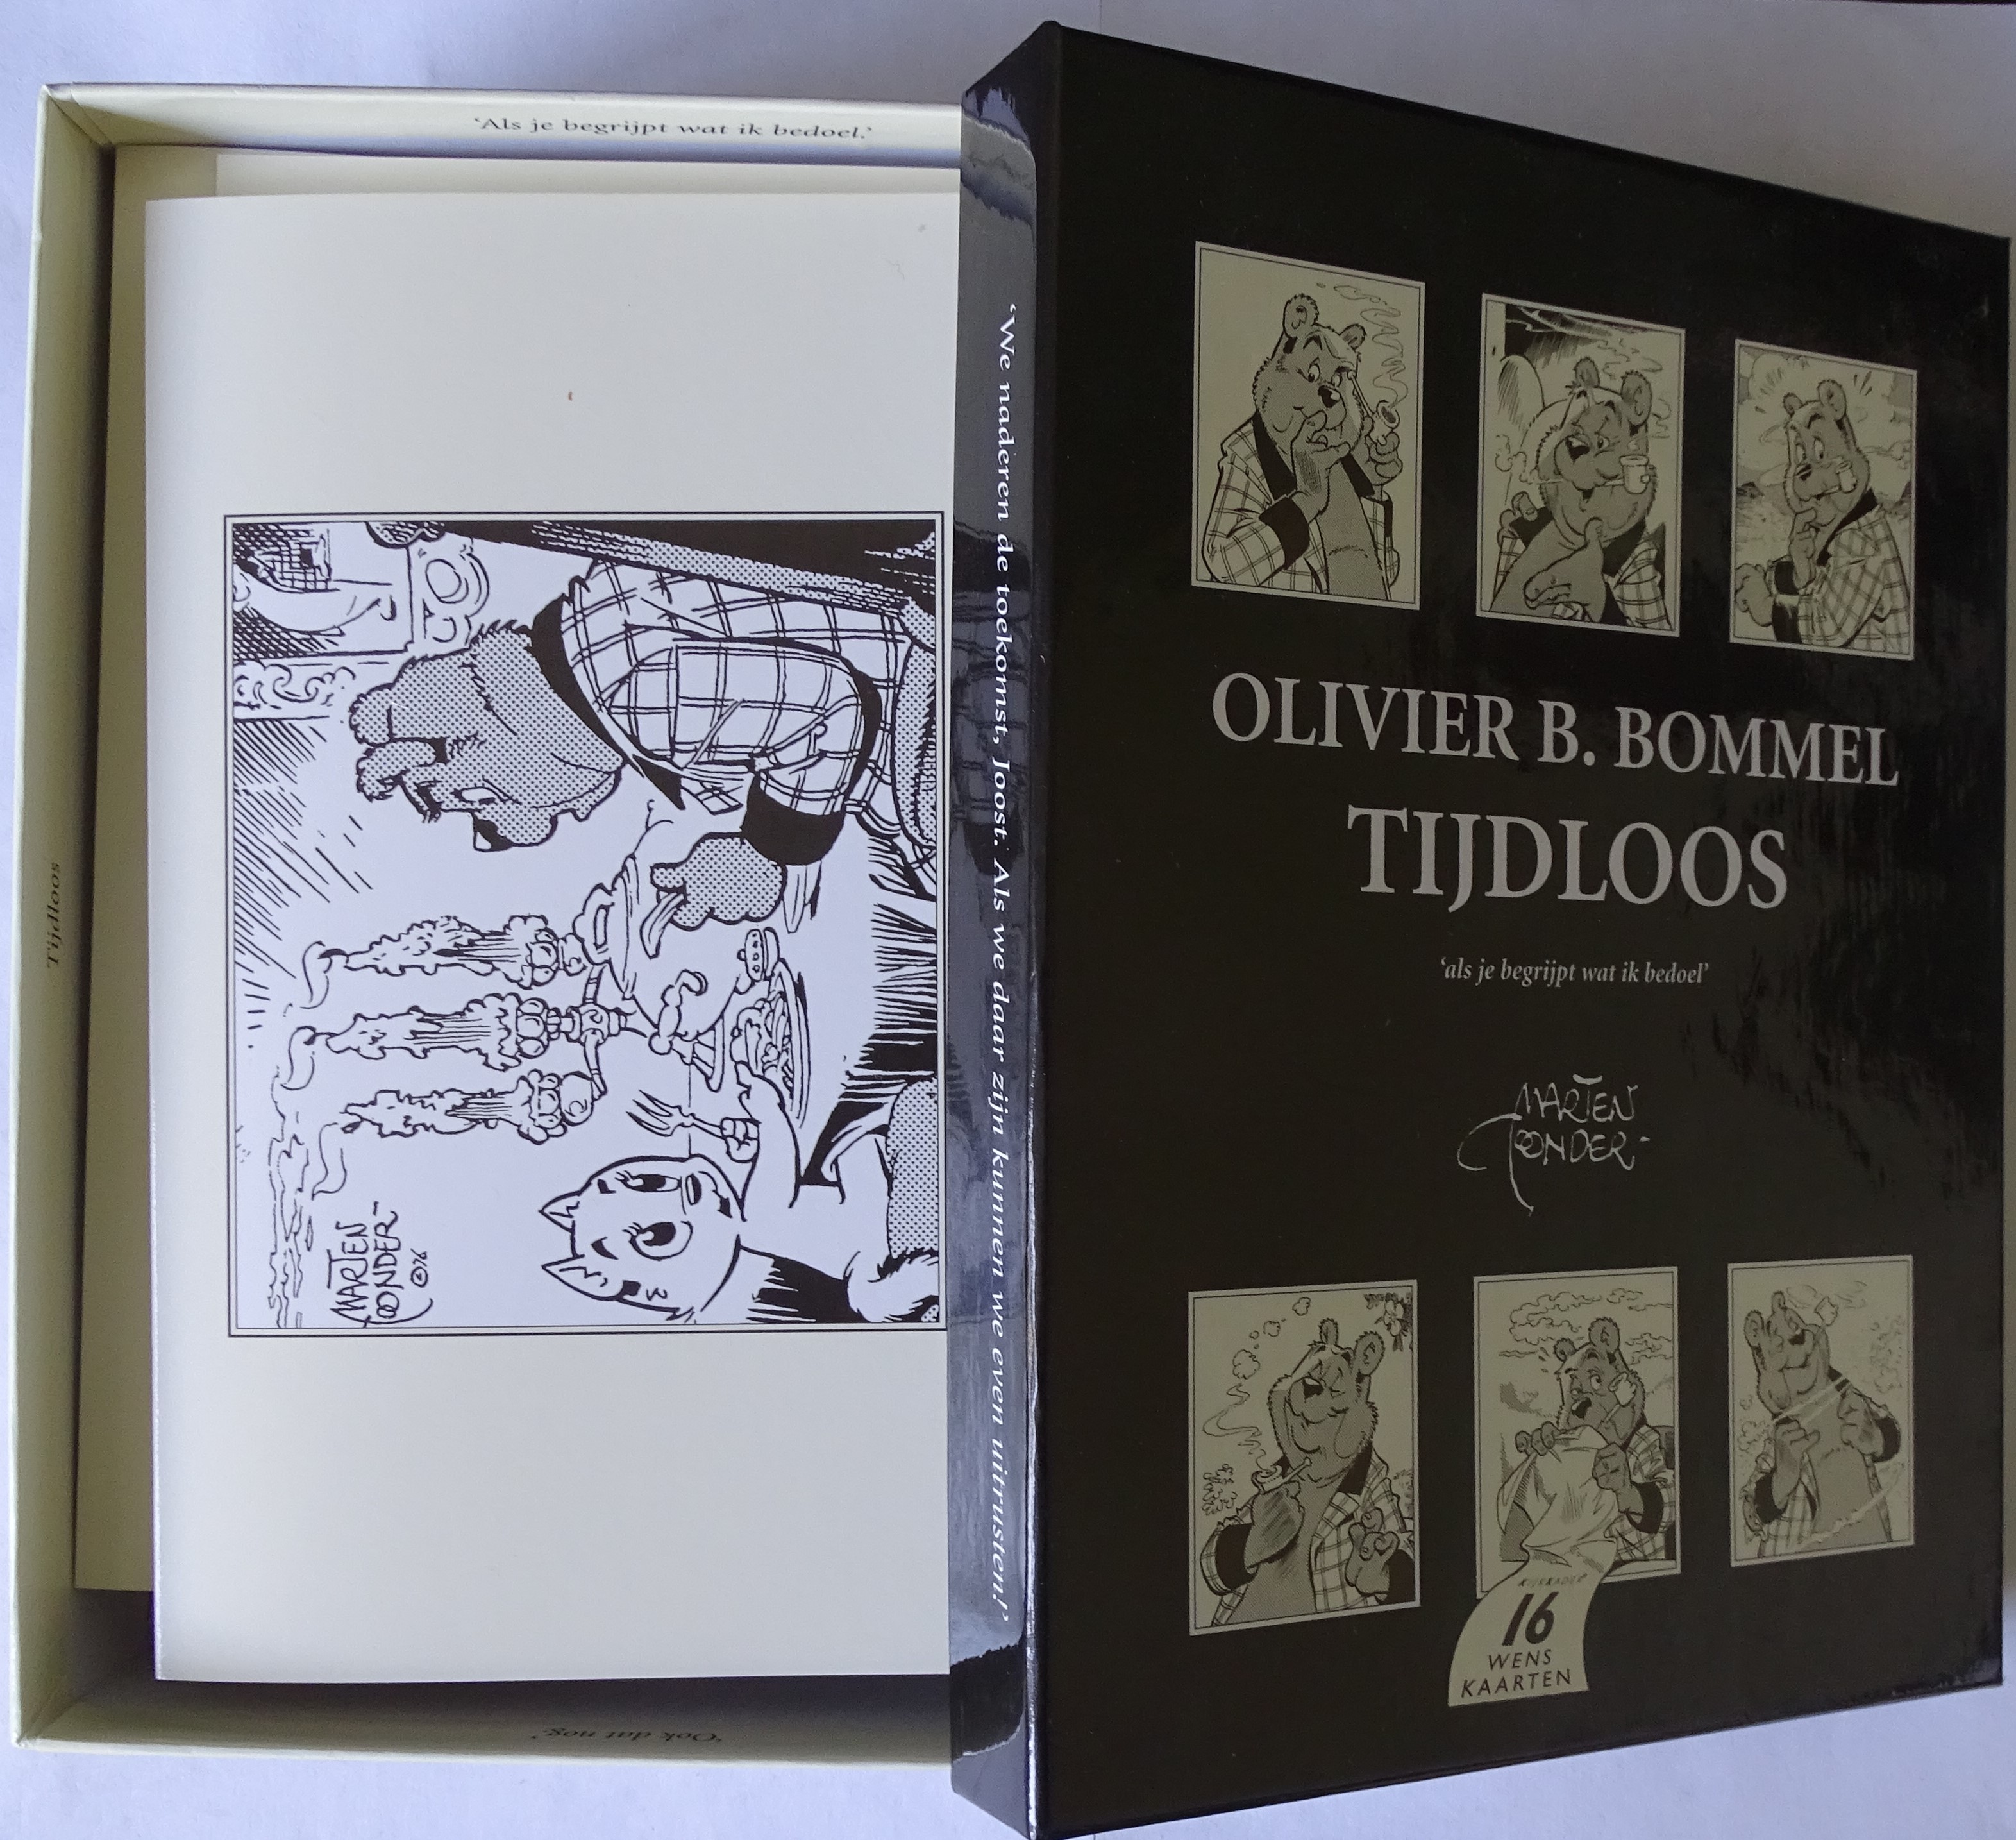 'Als je begrijpt wat ik bedoel.'
Tijdloos
'Ook dat nog.'
MARTEN
TOONDER-
©76
'We naderen de toekomst, Joost. Als we daar zijn kunnen we even uitrusten!'
OLIVIER B. BOMMEL
TIJDLOOS
'als je begrijpt wat ik bedoel'
MARTEN
TOONDER-
16
WENS
KAARTEN